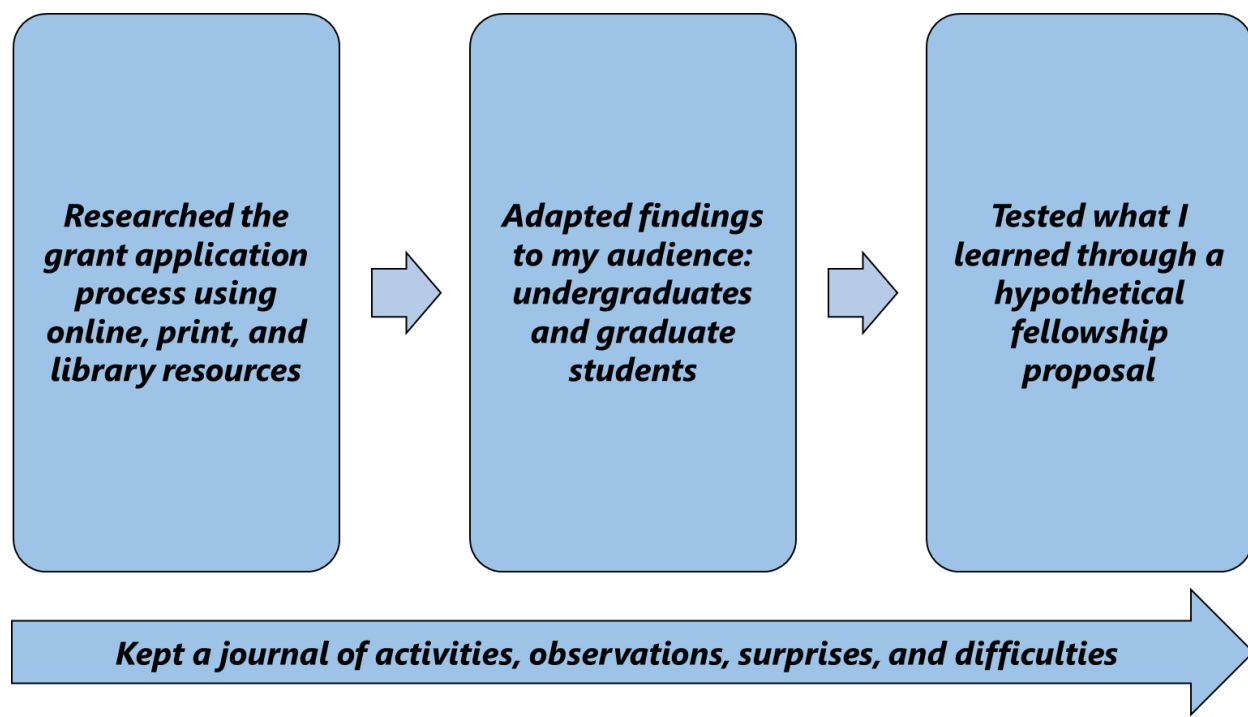 Researched the
grant application
process using
online, print, and
library resources
Adapted findings
to my audience:
undergraduates
and graduate
students
Tested what I
learned through a
hypothetical
fellowship
proposal
Kept a journal of activities, observations, surprises, and difficulties